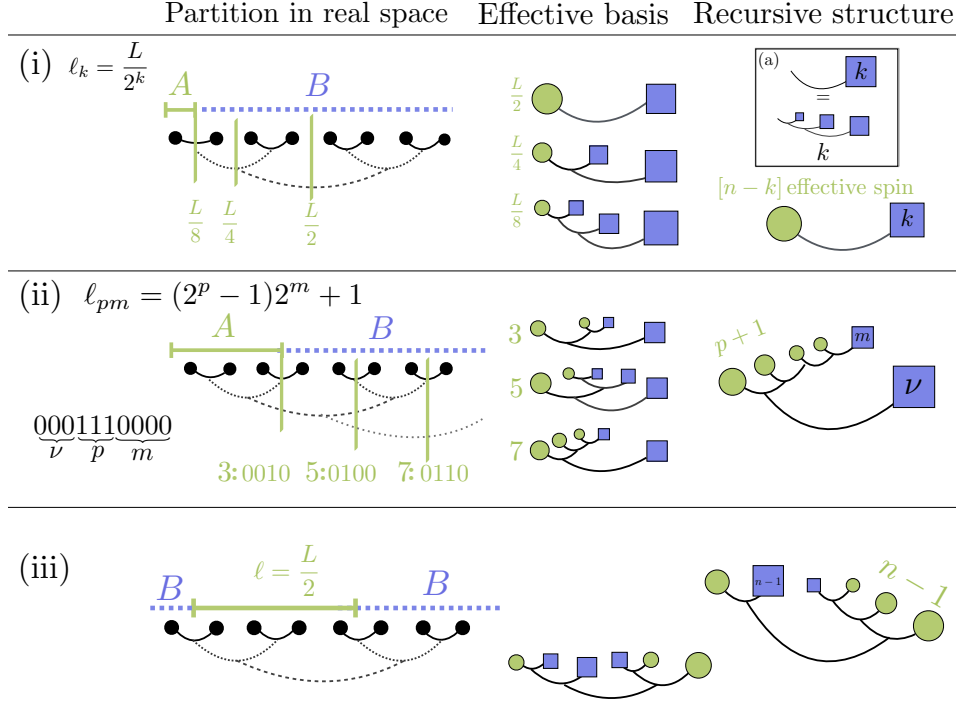 Partition in real space Effective basis Recursive structure
(i) ℓ_k = L/2^k
A B
L/8 L/4 L/2
L/2
L/4
L/8
(a)
k
=
k
[n − k] effective spin
k
(ii) ℓ_pm = (2^p − 1)2^m + 1
A B
00011110000
ν p m
3:0010 5:0100 7:0110
3
5
7
p + 1
m
ν
(iii)
B ℓ = L/2 B
n−1
n − 1